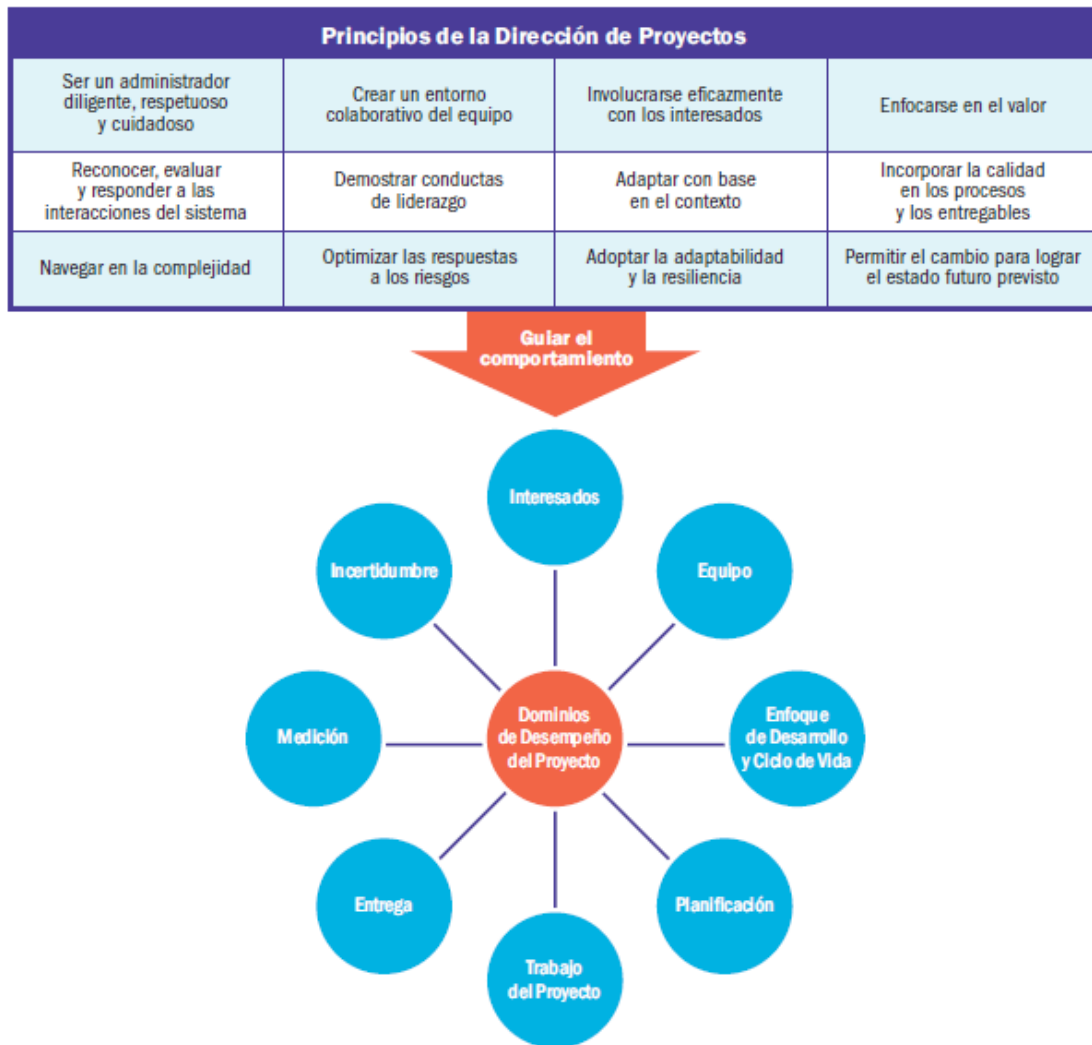 Principios de la Dirección de Proyectos
Ser un administrador
diligente, respetuoso
y cuidadoso
Crear un entorno
colaborativo del equipo
Involucrarse eficazmente
con los interesados
Enfocarse en el valor
Reconocer, evaluar
y responder a las
interacciones del sistema
Demostrar conductas
de liderazgo
Adaptar con base
en el contexto
Incorporar la calidad
en los procesos
y los entregables
Navegar en la complejidad
Optimizar las respuestas
a los riesgos
Adoptar la adaptabilidad
y la resiliencia
Permitir el cambio para lograr
el estado futuro previsto
Guiar el
comportamiento
Interesados
Incertidumbre
Equipo
Medición
Dominios
de Desempeño
del Proyecto
Enfoque
de Desarrollo
y Ciclo de Vida
Entrega
Planificación
Trabajo
del Proyecto